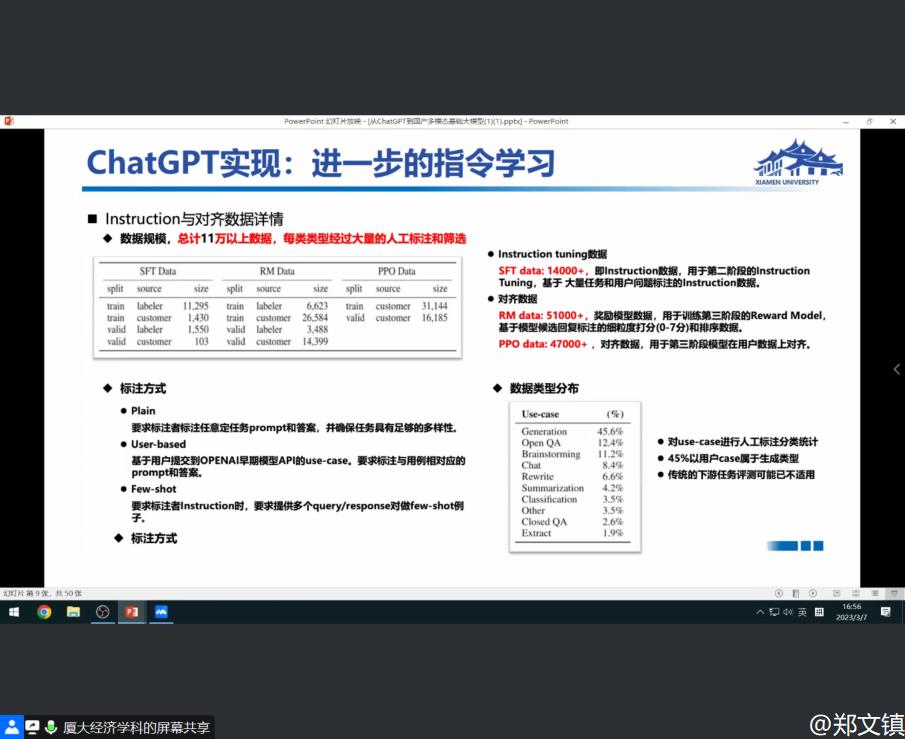 PowerPoint 幻灯片放映 - [从ChatGPT到国产多模态基础大模型(1)(1).pptx] - PowerPoint
ChatGPT实现：进一步的指令学习
XIAMEN UNIVERSITY
Instruction与对齐数据详情
数据规模，总计11万以上数据，每类类型经过大量的人工标注和筛选
SFT Data RM Data PPO Data
split source size split source size split source size
train labeler 11,295 train labeler 6,623 train customer 31,144
train customer 1,430 train customer 26,584 valid customer 16,185
valid labeler 1,550 valid labeler 3,488
valid customer 103 valid customer 14,399
Instruction tuning数据
SFT data: 14000+，即Instruction数据，用于第二阶段的Instruction
Tuning，基于 大量任务和用户问题标注的Instruction数据。
对齐数据
RM data: 51000+，奖励模型数据，用于训练第三阶段的Reward Model，
基于模型候选回复标注的细粒度打分(0-7分)和排序数据。
PPO data: 47000+ ，对齐数据，用于第三阶段模型在用户数据上对齐。
标注方式
Plain
要求标注者标注任意定任务prompt和答案，并确保任务具有足够的多样性。
User-based
基于用户提交到OPENAI早期模型API的use-case。要求标注与用例相对应的
prompt和答案。
Few-shot
要求标注者Instruction时，要求提供多个query/response对做few-shot例
子。
标注方式
数据类型分布
Use-case (%)
Generation 45.6%
Open QA 12.4%
Brainstorming 11.2%
Chat 8.4%
Rewrite 6.6%
Summarization 4.2%
Classification 3.5%
Other 3.5%
Closed QA 2.6%
Extract 1.9%
对use-case进行人工标注分类统计
45%以用户case属于生成类型
传统的下游任务评测可能已不适用
幻灯片 第 9 张，共 50 张
英
16:56
2023/3/7
厦大经济学科的屏幕共享
@郑文镇